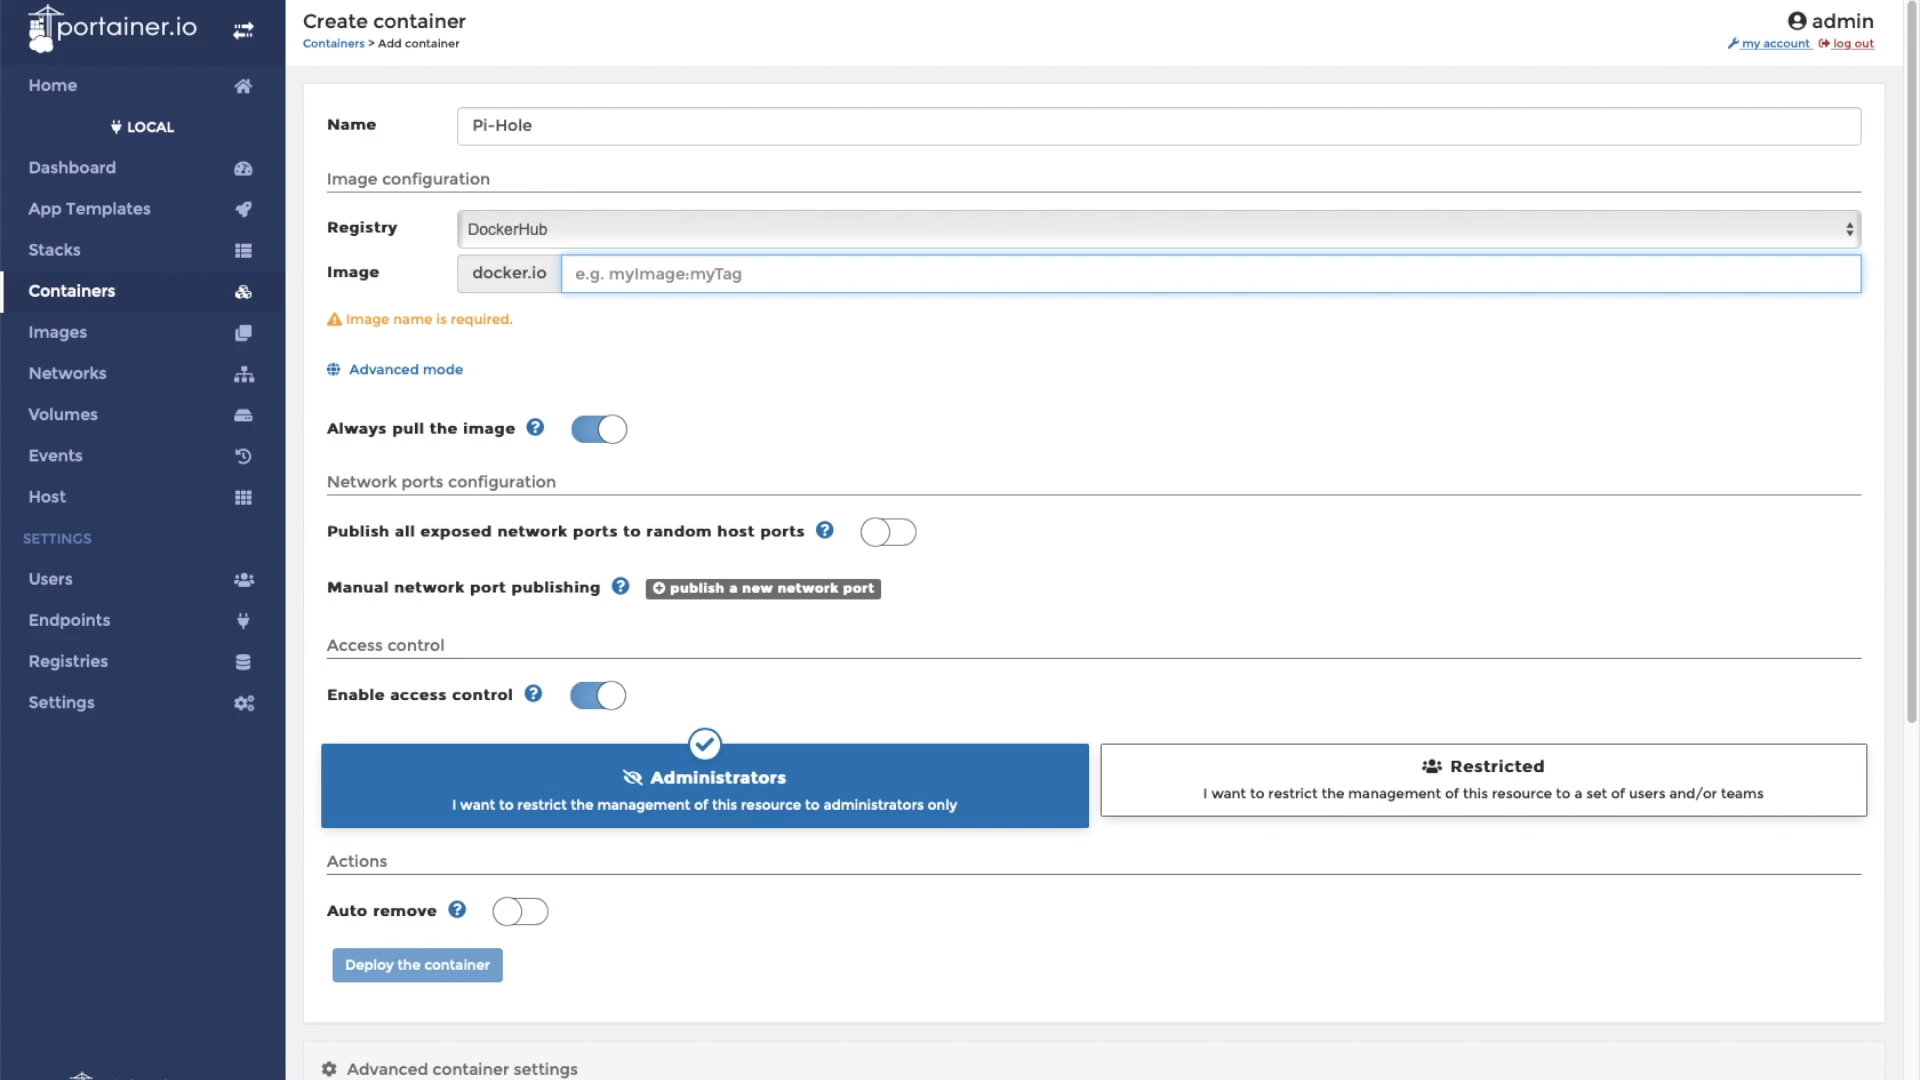 portainer.io
Home
LOCAL
Dashboard
App Templates
Stacks
Containers
Images
Networks
Volumes
Events
Host
SETTINGS
Users
Endpoints
Registries
Settings
Create container
Containers > Add container
admin
my account log out
Name Pi-Hole
Image configuration
Registry DockerHub
Image docker.io e.g. myImage:myTag
Image name is required.
Advanced mode
Always pull the image ?
Network ports configuration
Publish all exposed network ports to random host ports ?
Manual network port publishing ? publish a new network port
Access control
Enable access control ?
Administrators
I want to restrict the management of this resource to administrators only
Restricted
I want to restrict the management of this resource to a set of users and/or teams
Actions
Auto remove ?
Deploy the container
Advanced container settings